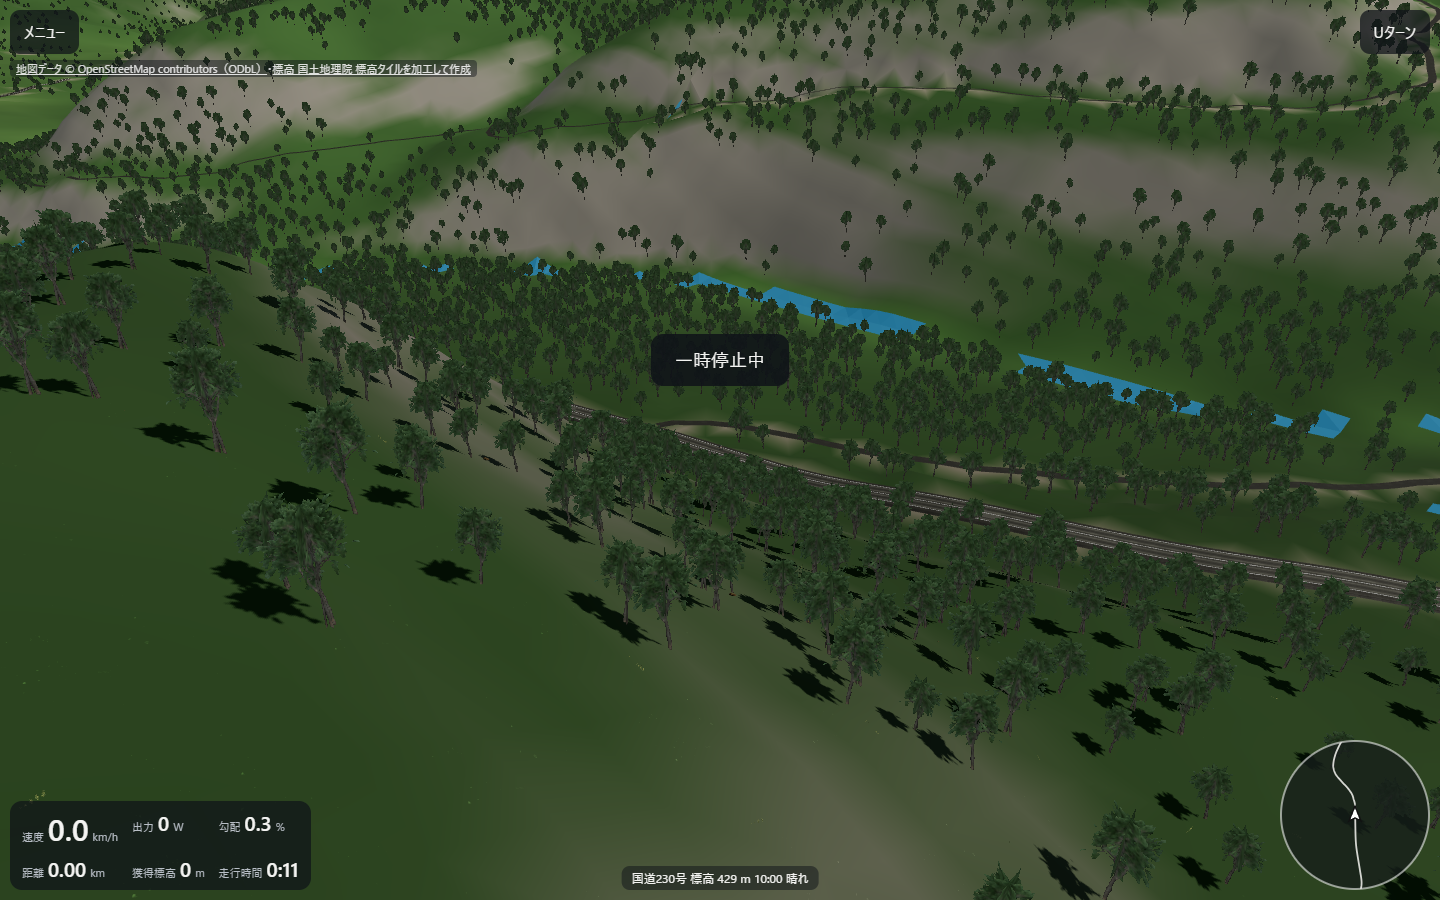 メニュー
Uターン
地図データ © OpenStreetMap contributors（ODbL）・標高 国土地理院 標高タイルを加工して作成
一時停止中
速度 0.0 km/h 出力 0 W 勾配 0.3 %
距離 0.00 km 獲得標高 0 m 走行時間 0:11
国道230号 標高 429 m 10:00 晴れ